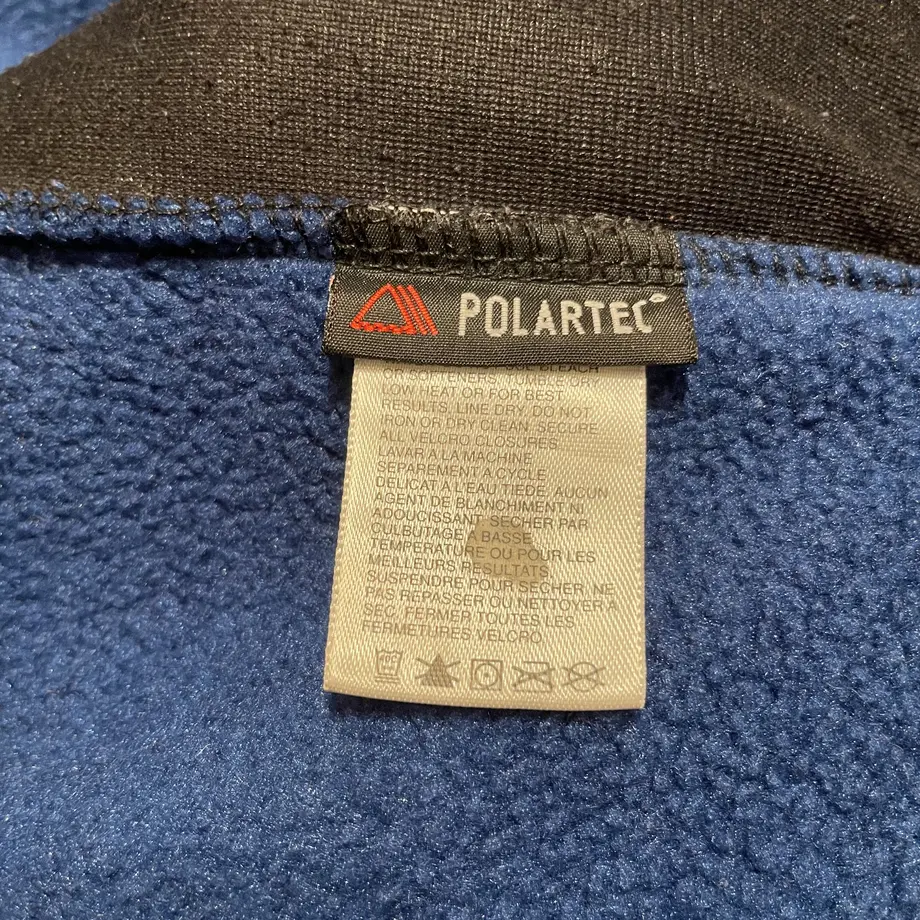 POLARTEC®
USE BLEACH
OR SOFTENERS. TUMBLE DRY
LOW HEAT OR FOR BEST
RESULTS, LINE DRY. DO NOT
IRON OR DRY CLEAN. SECURE
ALL VELCRO CLOSURES.
LAVAR A LA MACHINE
SEPAREMENT A CYCLE
DELICAT A L'EAU TIEDE, AUCUN
AGENT DE BLANCHIMENT NI
ADOUCISSANT. SECHER PAR
CULBUTAGE A BASSE
TEMPERATURE OU POUR LES
MEILLEURS RESULTATS,
SUSPENDRE POUR SECHER. NE
PAS REPASSER OU NETTOYER A
SEC. FERMER TOUTES LES
FERMETURES VELCRO